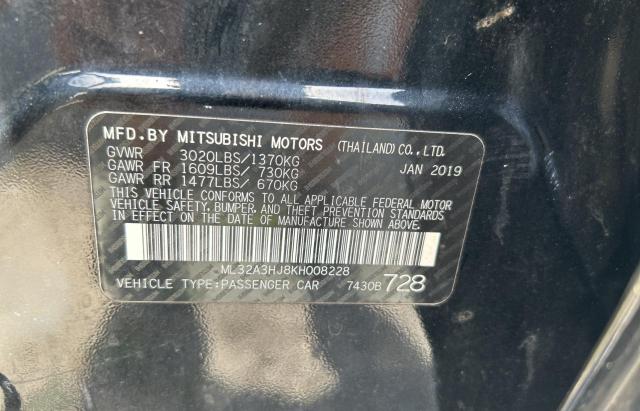 MFD.BY MITSUBISHI MOTORS (THAILAND) CO., LTD.
GVWR 3020LBS/1370KG JAN 2019
GAWR FR 1609LBS/ 730KG
GAWR RR 1477LBS/ 670KG
THIS VEHICLE CONFORMS TO ALL APPLICABLE FEDERAL MOTOR
VEHICLE SAFETY, BUMPER, AND THEFT PREVENTION STANDARDS
IN EFFECT ON THE DATE OF MANUFACTURE SHOWN ABOVE.
ML32A3HJ8KH008228
VEHICLE TYPE:PASSENGER CAR 7430B 728